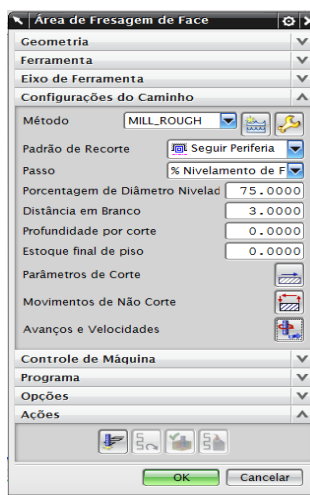 Área de Fresagem de Face
Geometria
Ferramenta
Eixo de Ferramenta
Configurações do Caminho
Método MILL_ROUGH
Padrão de Recorte Seguir Periferia
Passo % Nivelamento de F
Porcentagem de Diâmetro Nivelad 75.0000
Distância em Branco 3.0000
Profundidade por corte 0.0000
Estoque final de piso 0.0000
Parâmetros de Corte
Movimentos de Não Corte
Avanços e Velocidades
Controle de Máquina
Programa
Opções
Ações
OK Cancelar